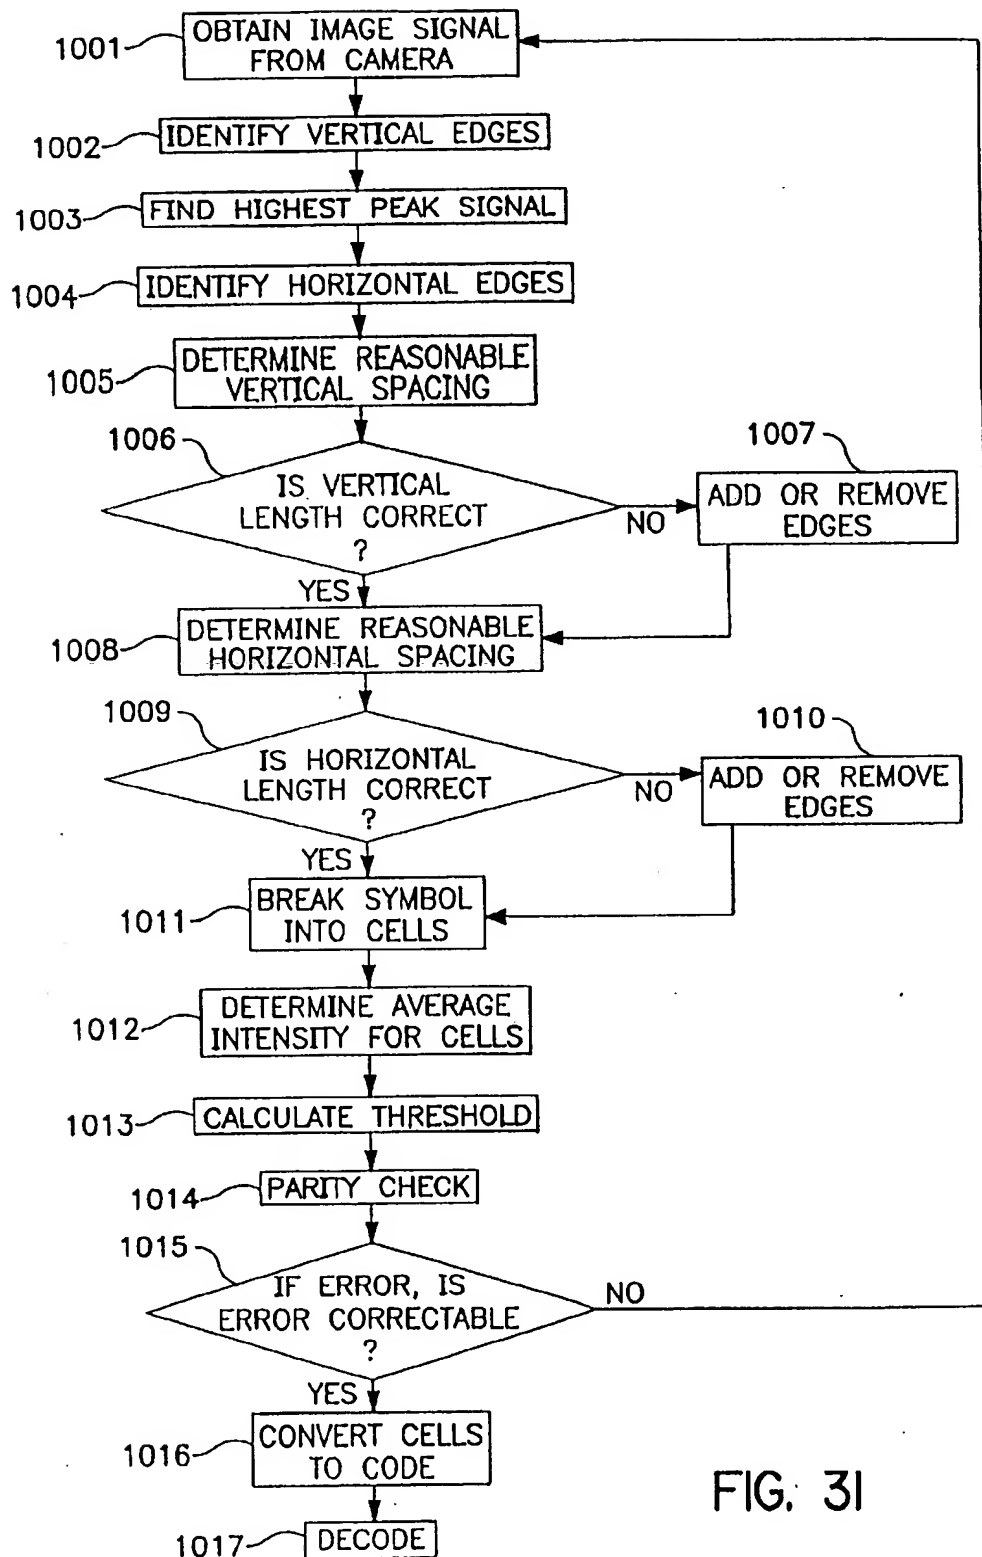 1001
OBTAIN IMAGE SIGNAL
FROM CAMERA
1002
IDENTIFY VERTICAL EDGES
1003
FIND HIGHEST PEAK SIGNAL
1004
IDENTIFY HORIZONTAL EDGES
1005
DETERMINE REASONABLE
VERTICAL SPACING
1006
IS VERTICAL
LENGTH CORRECT
?
NO
1007
ADD OR REMOVE
EDGES
YES
1008
DETERMINE REASONABLE
HORIZONTAL SPACING
1009
IS HORIZONTAL
LENGTH CORRECT
?
NO
1010
ADD OR REMOVE
EDGES
YES
1011
BREAK SYMBOL
INTO CELLS
1012
DETERMINE AVERAGE
INTENSITY FOR CELLS
1013
CALCULATE THRESHOLD
1014
PARITY CHECK
1015
IF ERROR, IS
ERROR CORRECTABLE
?
NO
YES
1016
CONVERT CELLS
TO CODE
1017
DECODE
FIG. 31